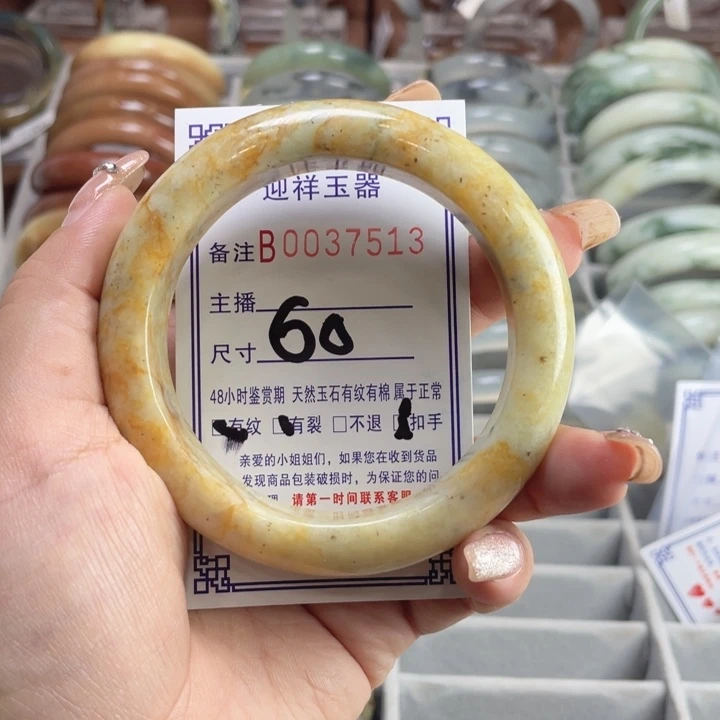 迎祥玉器
备注B0037513
主播
尺寸 60
48小时鉴赏期 天然玉石有纹有棉 属于正常
有纹 有裂 □不退 扣手
亲爱的小姐姐们，如果您在收到货品
发现商品包装破损时，为保证您的问
请第一时间联系客服